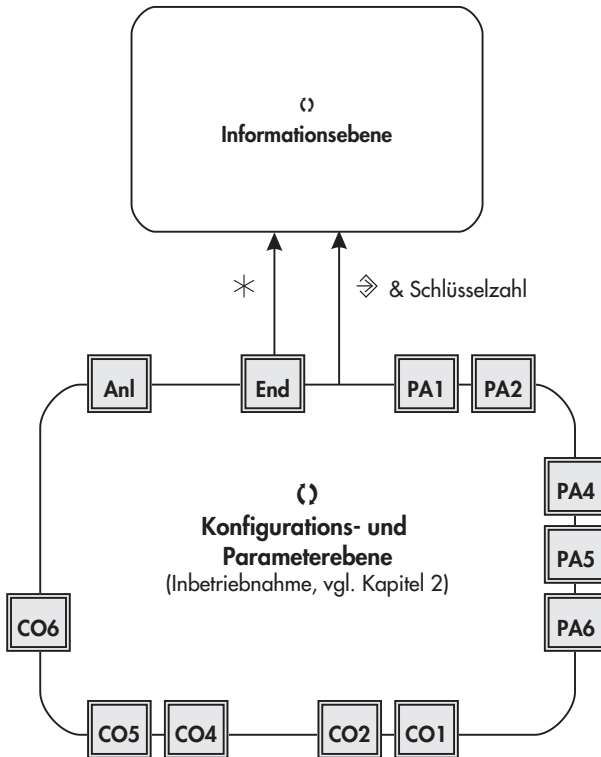 Informationsebene
& Schlüsselzahl
Anl
End
PA1
PA2
PA4
Konfigurations- und
Parameterebene
(Inbetriebnahme, vgl. Kapitel 2)
PA5
PA6
CO6
CO5
CO4
CO2
CO1